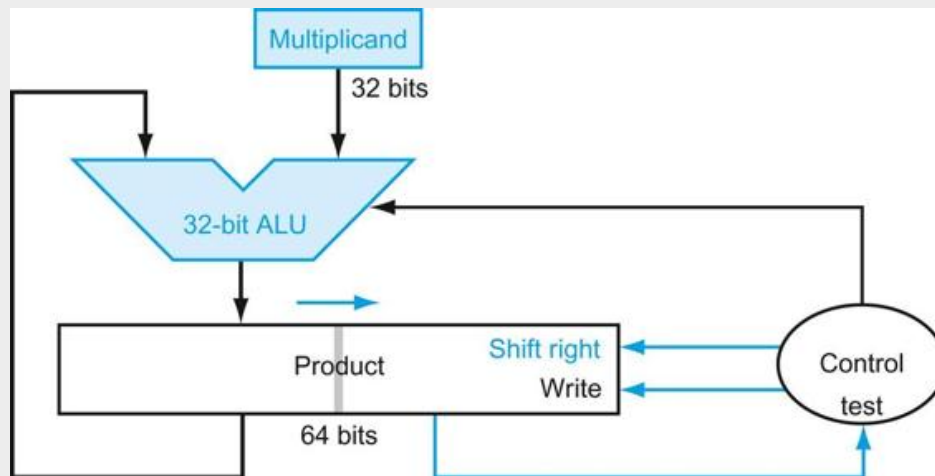 Multiplicand
32 bits
32-bit ALU
Shift right
Product
Write
Control
test
64 bits